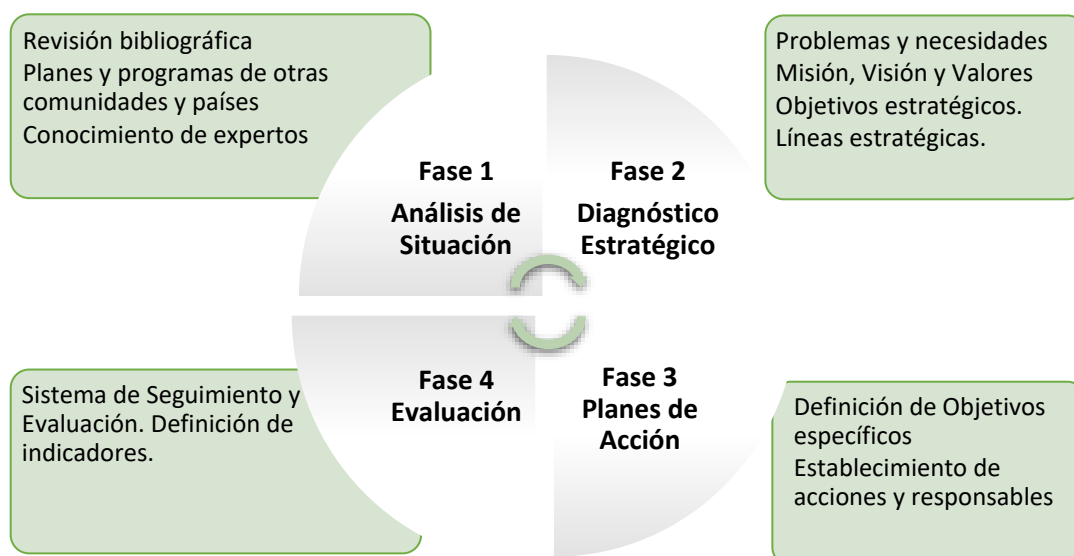 Revisión bibliográfica
Planes y programas de otras
comunidades y países
Conocimiento de expertos
Problemas y necesidades
Misión, Visión y Valores
Objetivos estratégicos.
Líneas estratégicas.
Fase 1
Análisis de
Situación
Fase 2
Diagnóstico
Estratégico
Sistema de Seguimiento y
Evaluación. Definición de
indicadores.
Fase 4
Evaluación
Fase 3
Planes de
Acción
Definición de Objetivos
específicos
Establecimiento de
acciones y responsables